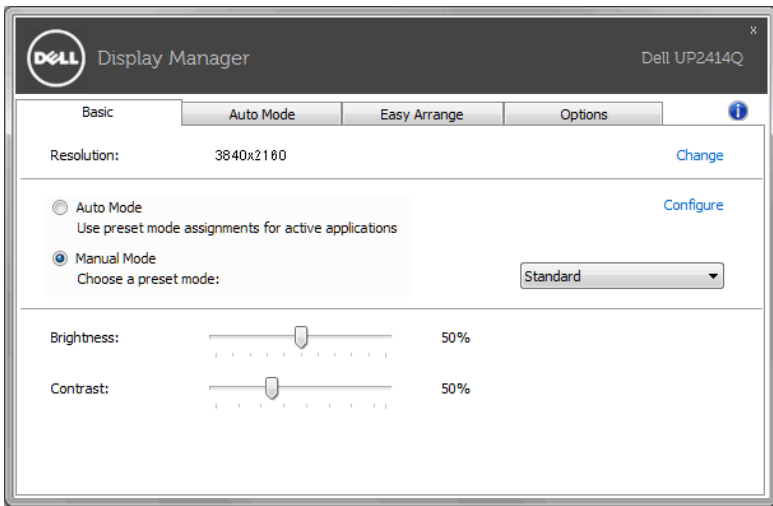 DELL Display Manager
x
Dell UP2414Q
Basic Auto Mode Easy Arrange Options i
Resolution: 3840x2160 Change
Auto Mode Configure
Use preset mode assignments for active applications
Manual Mode
Choose a preset mode: Standard
Brightness: 50%
Contrast: 50%